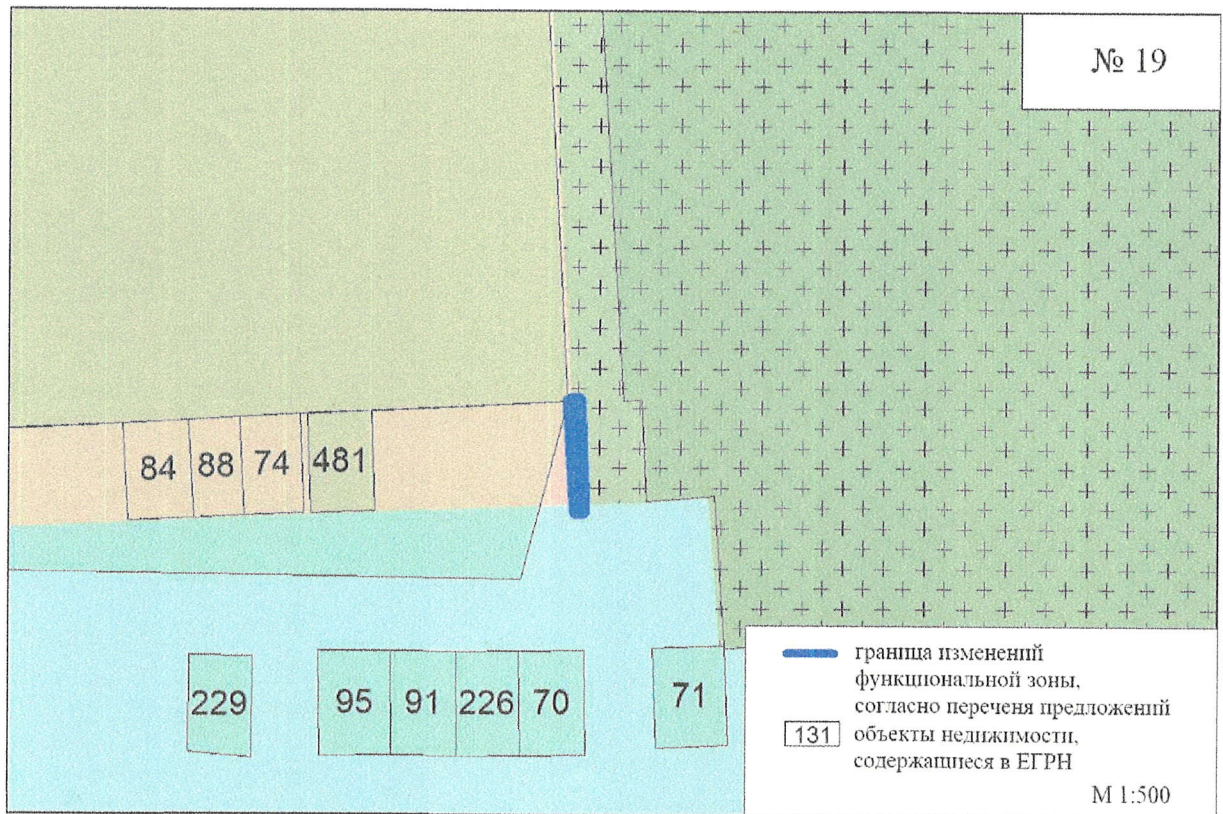 № 19
84 88 74 481
229 95 91 226 70 71
граница изменений
функциональной зоны,
согласно переченя предложений
131 объекты недвижимости,
содержащиеся в ЕГРН
М 1:500